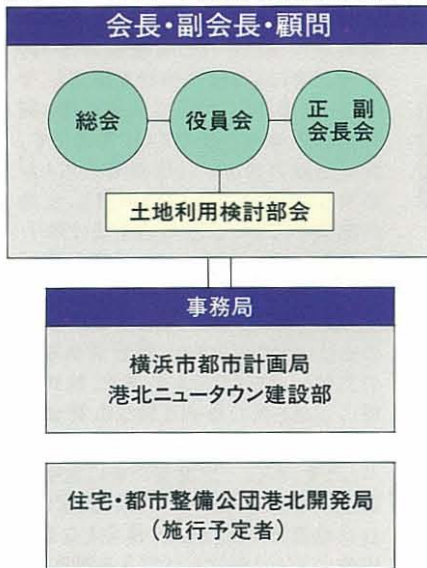 会長・副会長・顧問
総会
役員会
正 副
会長会
土地利用検討部会
事務局
横浜市都市計画局
港北ニュータウン建設部
住宅・都市整備公団港北開発局
(施行予定者)